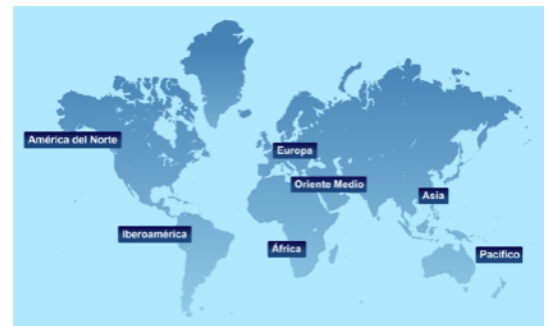 América del Norte
Europa
Oriente Medio
Asia
Iberoamérica
África
Pacífico